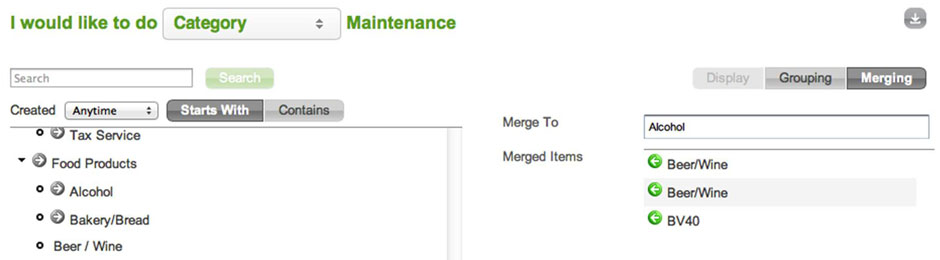 I would like to do Category Maintenance
Search Search
Display Grouping Merging
Created Anytime Starts With Contains
Merge To Alcohol
Tax Service
Food Products
Alcohol
Bakery/Bread
Beer / Wine
Merged Items Beer/Wine
Beer/Wine
BV40